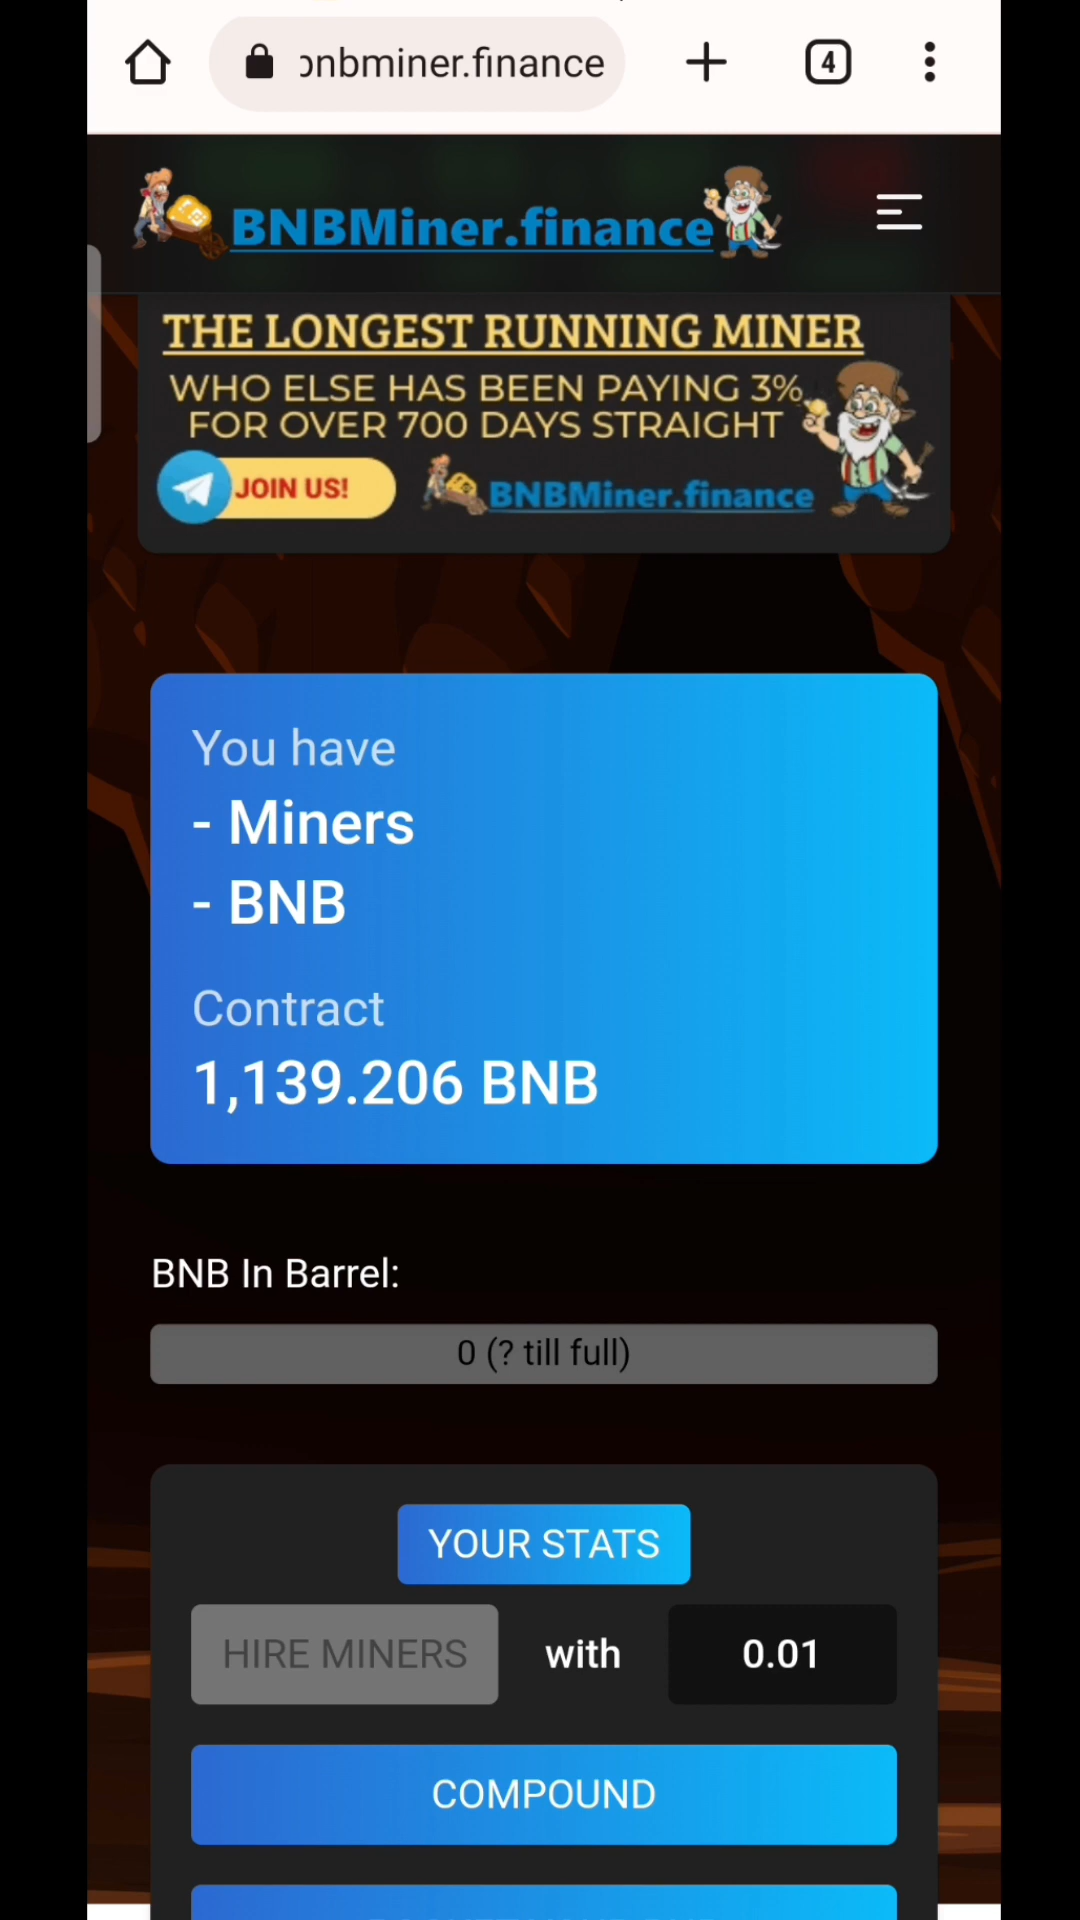 bnbminer.finance
4
BNBMiner.finance
THE LONGEST RUNNING MINER
WHO ELSE HAS BEEN PAYING 3%
FOR OVER 700 DAYS STRAIGHT
JOIN US!
BNBMiner.finance
You have
- Miners
- BNB
Contract
1,139.206 BNB
BNB In Barrel:
0 (? till full)
YOUR STATS
HIRE MINERS with 0.01
COMPOUND